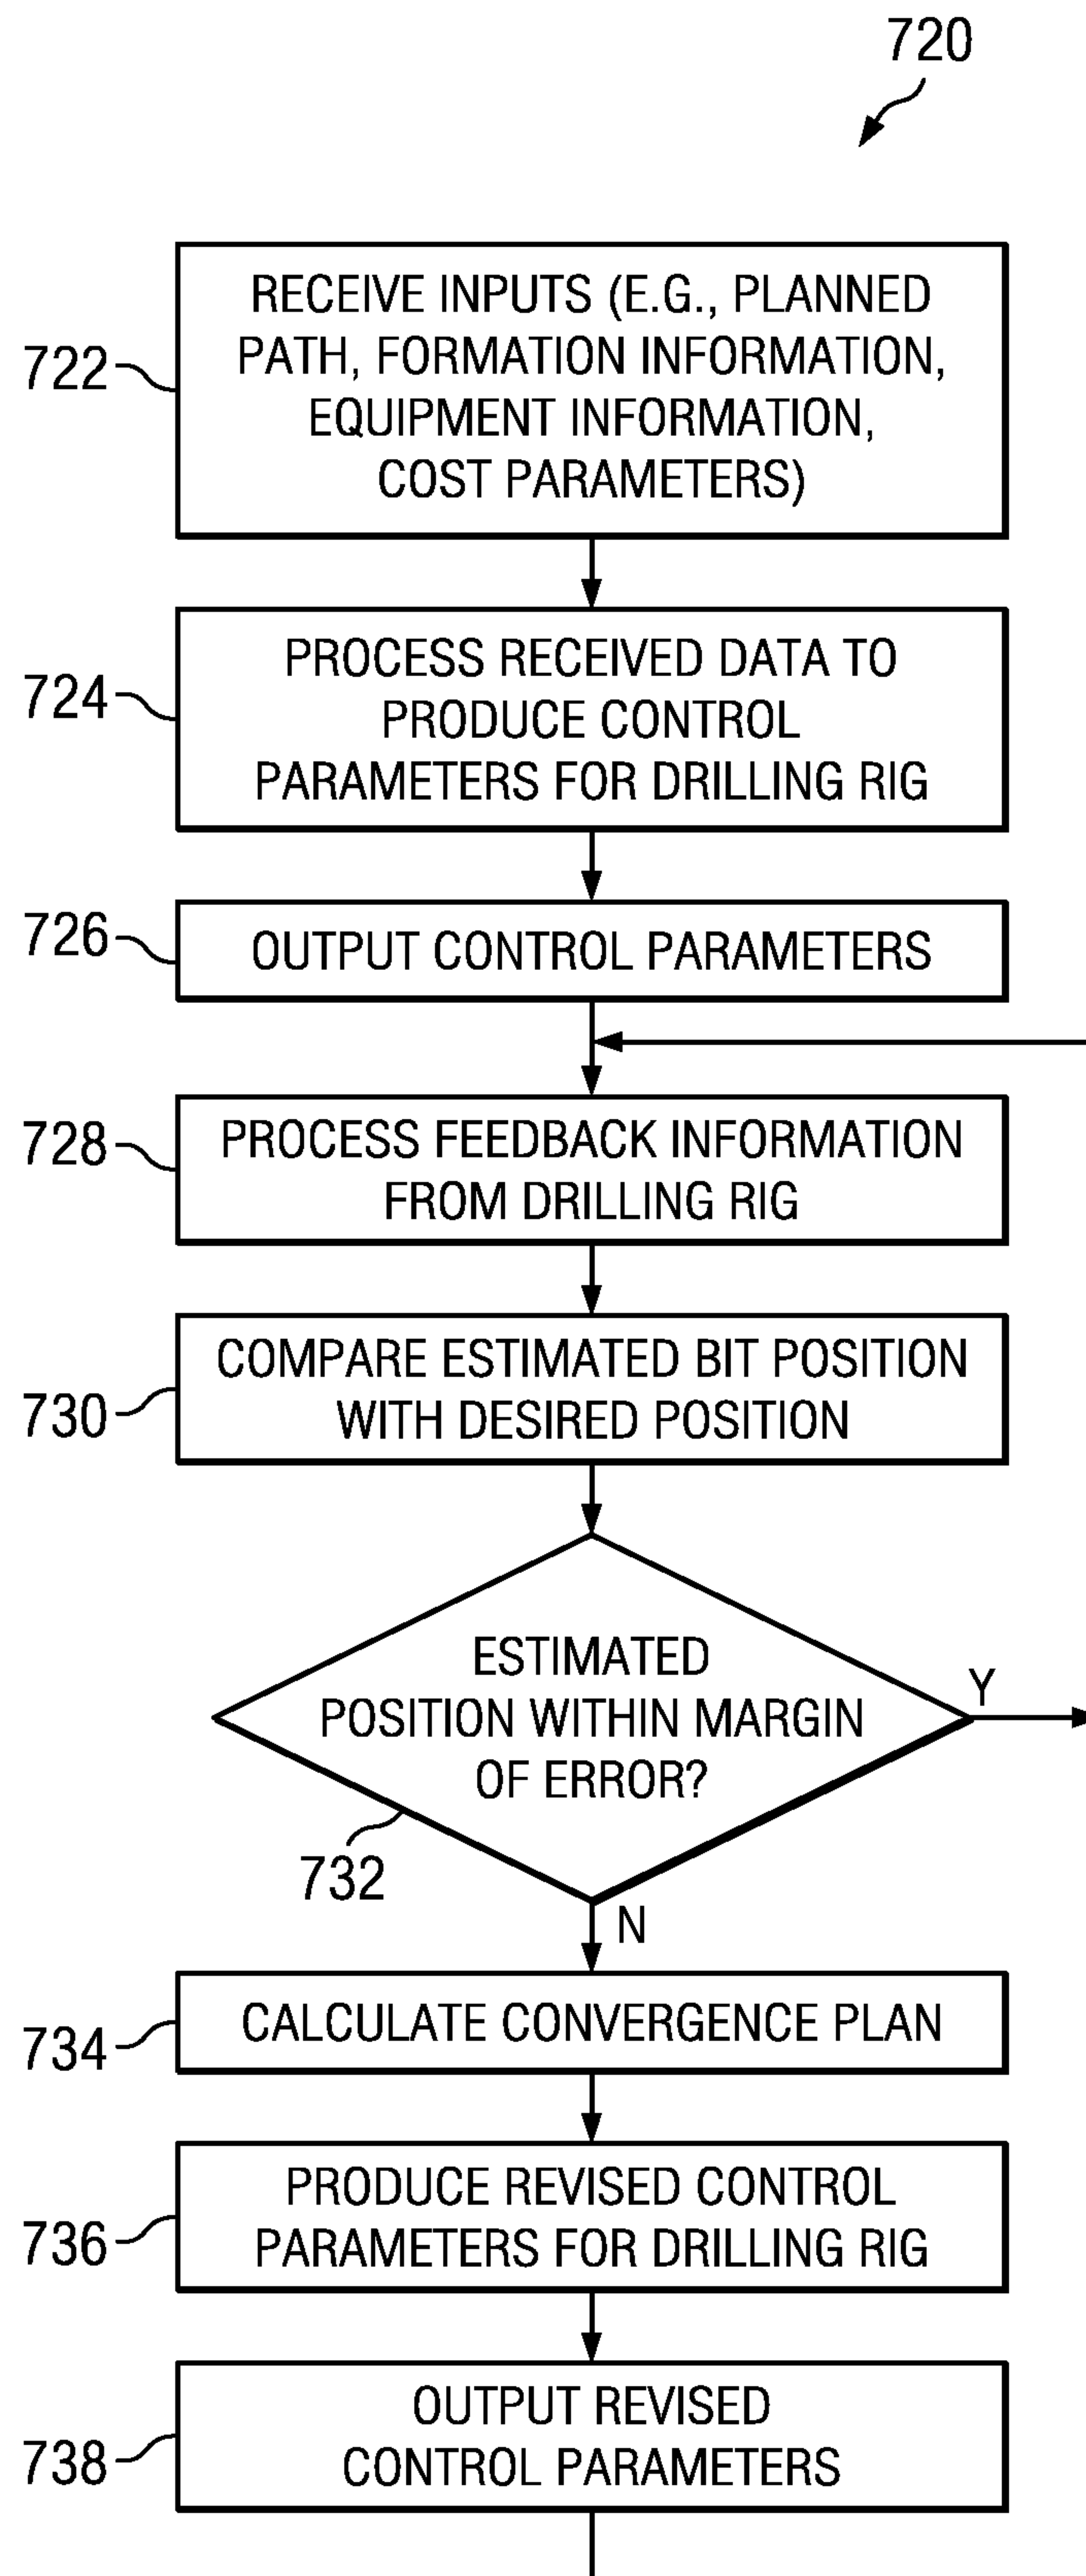 720
722
RECEIVE INPUTS (E.G., PLANNED
PATH, FORMATION INFORMATION,
EQUIPMENT INFORMATION,
COST PARAMETERS)
724
PROCESS RECEIVED DATA TO
PRODUCE CONTROL
PARAMETERS FOR DRILLING RIG
726
OUTPUT CONTROL PARAMETERS
728
PROCESS FEEDBACK INFORMATION
FROM DRILLING RIG
730
COMPARE ESTIMATED BIT POSITION
WITH DESIRED POSITION
ESTIMATED
POSITION WITHIN MARGIN
OF ERROR?
Y
732
N
734
CALCULATE CONVERGENCE PLAN
736
PRODUCE REVISED CONTROL
PARAMETERS FOR DRILLING RIG
738
OUTPUT REVISED
CONTROL PARAMETERS